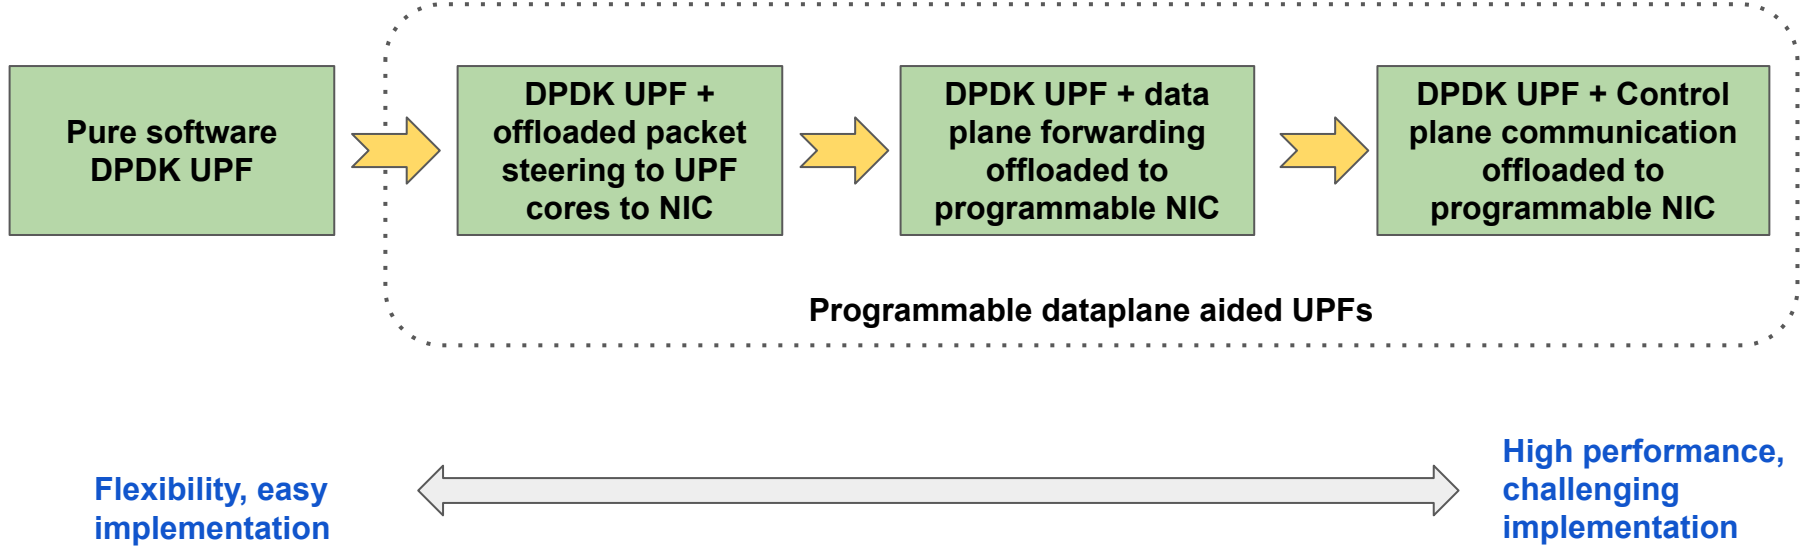 Pure software
DPDK UPF
DPDK UPF +
offloaded packet
steering to UPF
cores to NIC
DPDK UPF + data
plane forwarding
offloaded to
programmable NIC
DPDK UPF + Control
plane communication
offloaded to
programmable NIC
Programmable dataplane aided UPFs
Flexibility, easy
implementation
High performance,
challenging
implementation